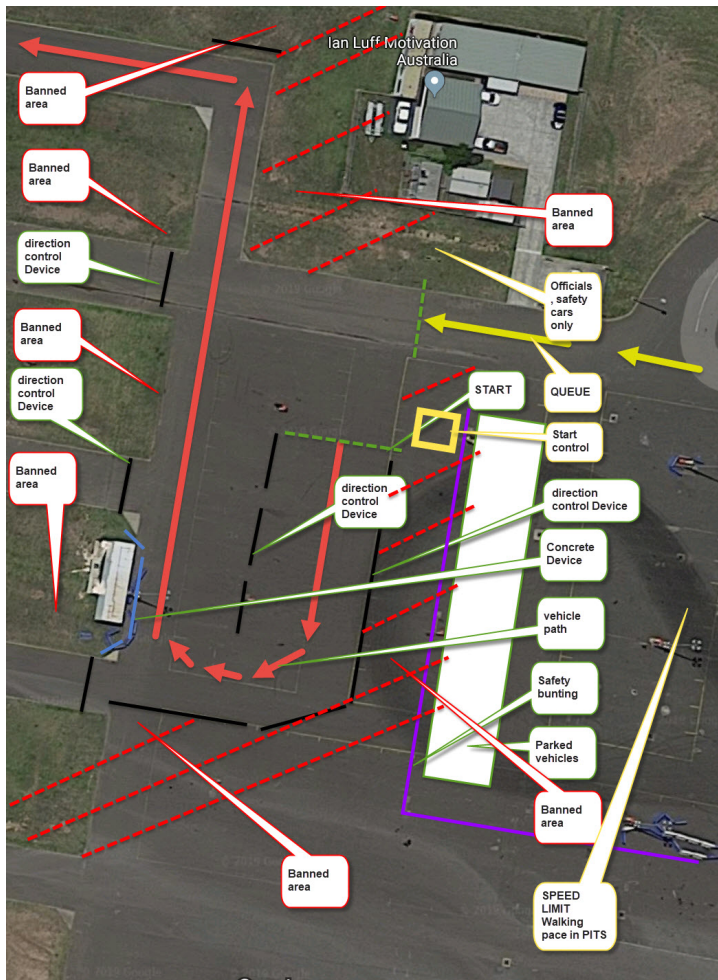 Ian Luff Motivation
Australia
Banned
area
Banned
area
Banned
area
direction
control
Device
Officials
, safety
cars
only
Banned
area
direction
control
Device
START
QUEUE
Start
control
Banned
area
direction
control
Device
direction
control Device
Concrete
Device
vehicle
path
Safety
bunting
Parked
vehicles
Banned
area
Banned
area
SPEED
LIMIT
Walking
pace in PITS
© 2019 Google